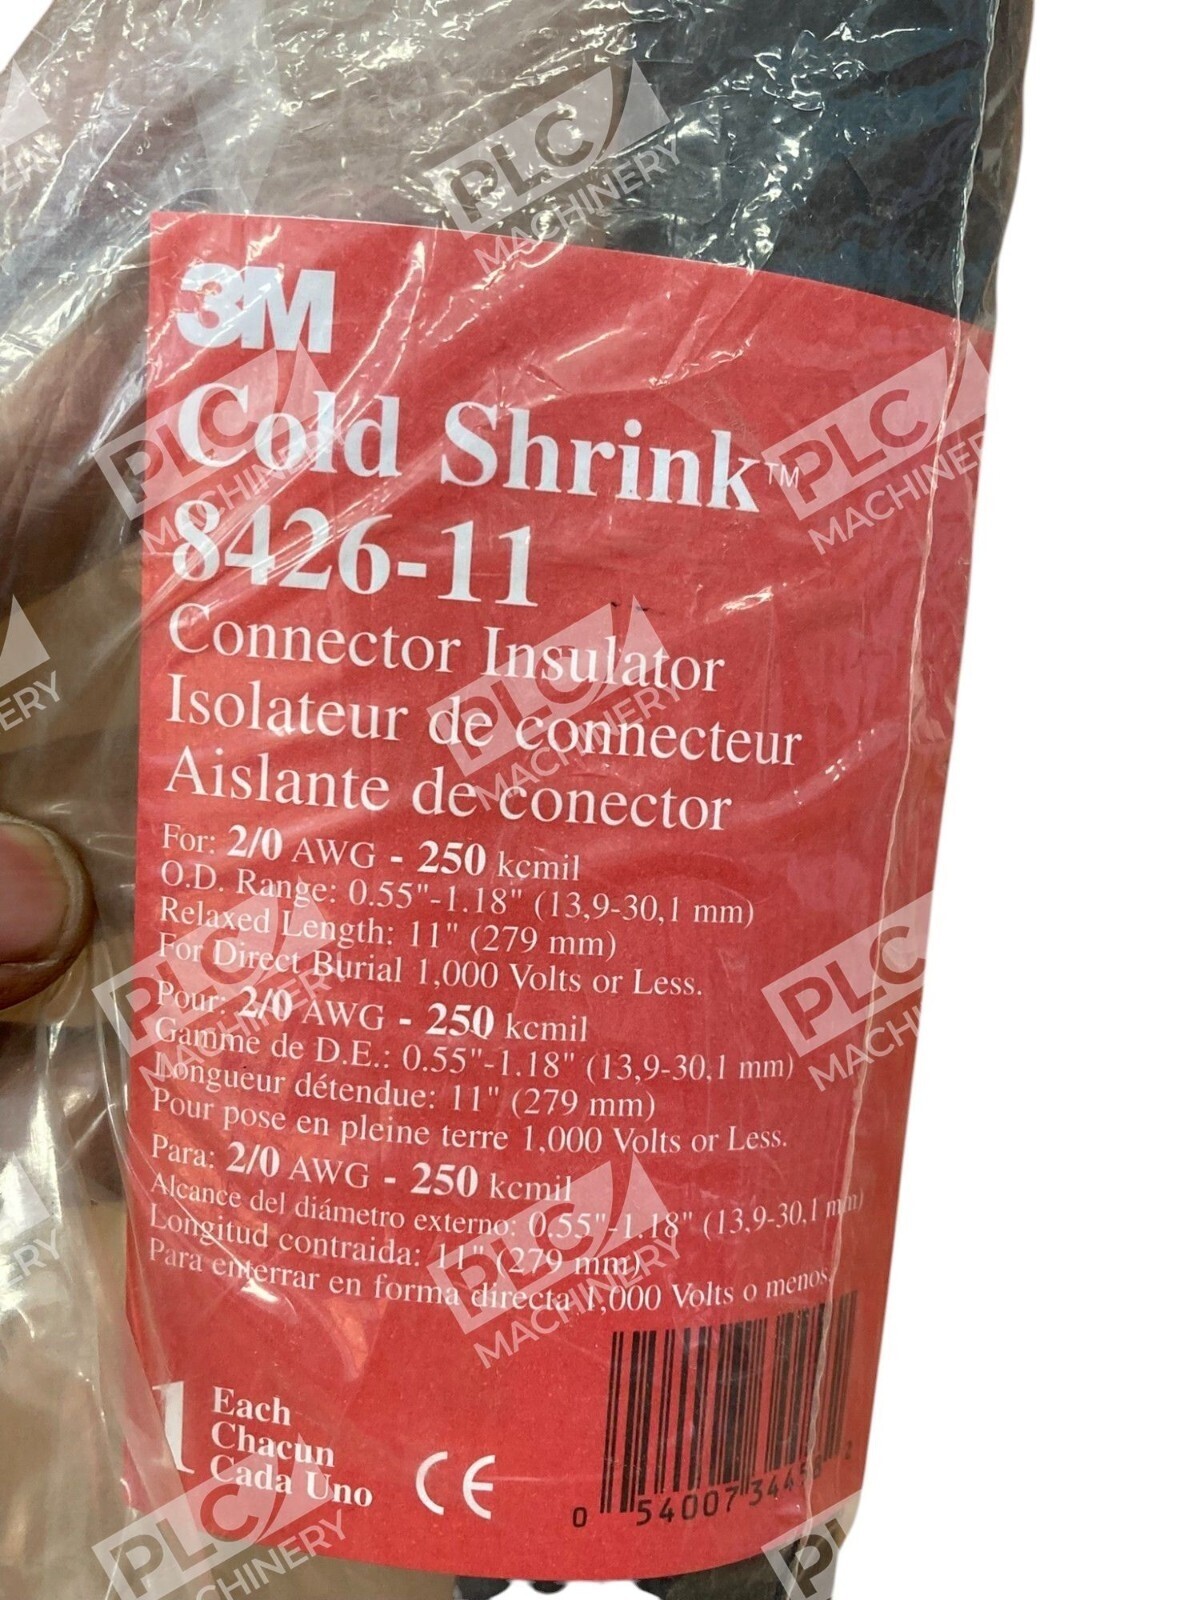 3M
Cold Shrink™
8426-11
Connector Insulator
Isolateur de connecteur
Aislante de conector
For: 2/0 AWG - 250 kcmil
O.D. Range: 0.55"-1.18" (13,9-30,1 mm)
Relaxed Length: 11" (279 mm)
For Direct Burial 1,000 Volts or Less.
Pour: 2/0 AWG - 250 kcmil
Gamme de D.E.: 0.55"-1.18" (13,9-30,1 mm)
Longueur détendue: 11" (279 mm)
Pour pose en pleine terre 1,000 Volts or Less.
Para: 2/0 AWG - 250 kcmil
Alcance del diámetro externo: 0.55"-1.18" (13,9-30,1 mm)
Longitud contraida: 11" (279 mm)
Para enterrar en forma directa 1,000 Volts o menos.
1 Each
Chacun
Cada Uno
CE
0 54007 2
PLC MACHINERY